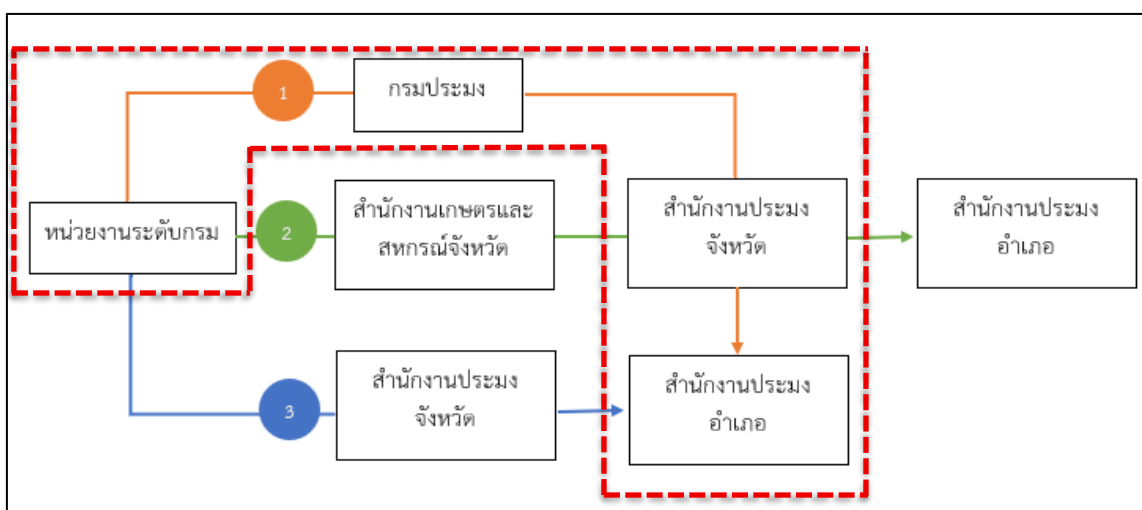 1
กรมประมง
หน่วยงานระดับกรม
2
สำนักงานเกษตรและ
สหกรณ์จังหวัด
สำนักงานประมง
จังหวัด
สำนักงานประมง
อำเภอ
3
สำนักงานประมง
จังหวัด
สำนักงานประมง
อำเภอ